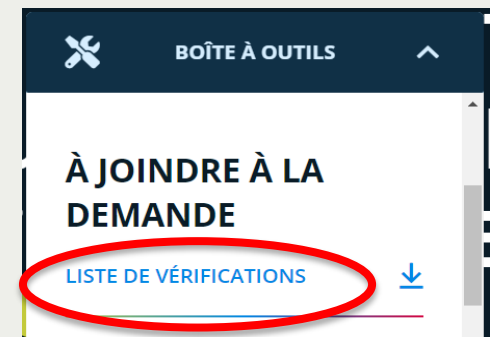 BOÎTE À OUTILS
À JOINDRE À LA
DEMANDE
LISTE DE VÉRIFICATIONS